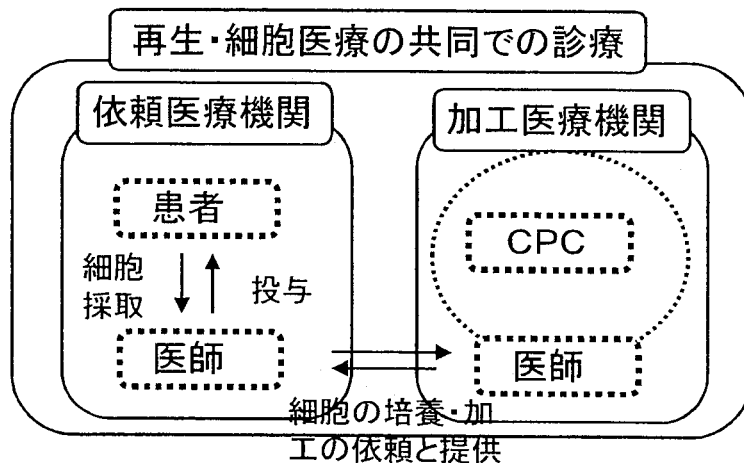 再生・細胞医療の共同での診療
依頼医療機関
加工医療機関
患者
CPC
細胞
採取
投与
医師
医師
細胞の培養・加
工の依頼と提供